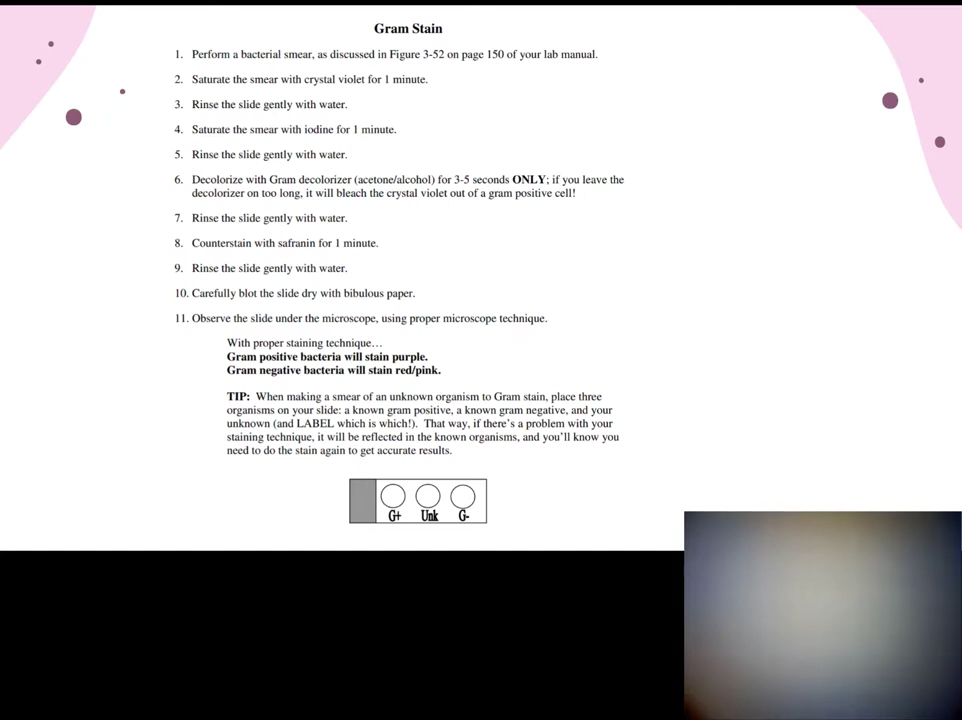 Gram Stain
1. Perform a bacterial smear, as discussed in Figure 3-52 on page 150 of your lab manual.
2. Saturate the smear with crystal violet for 1 minute.
3. Rinse the slide gently with water.
4. Saturate the smear with iodine for 1 minute.
5. Rinse the slide gently with water.
6. Decolorize with Gram decolorizer (acetone/alcohol) for 3-5 seconds ONLY; if you leave the
decolorizer on too long, it will bleach the crystal violet out of a gram positive cell!
7. Rinse the slide gently with water.
8. Counterstain with safranin for 1 minute.
9. Rinse the slide gently with water.
10. Carefully blot the slide dry with bibulous paper.
11. Observe the slide under the microscope, using proper microscope technique.
With proper staining technique…
Gram positive bacteria will stain purple.
Gram negative bacteria will stain red/pink.
TIP: When making a smear of an unknown organism to Gram stain, place three
organisms on your slide: a known gram positive, a known gram negative, and your
unknown (and LABEL which is which!). That way, if there's a problem with your
staining technique, it will be reflected in the known organisms, and you'll know you
need to do the stain again to get accurate results.
G+ Unk G-